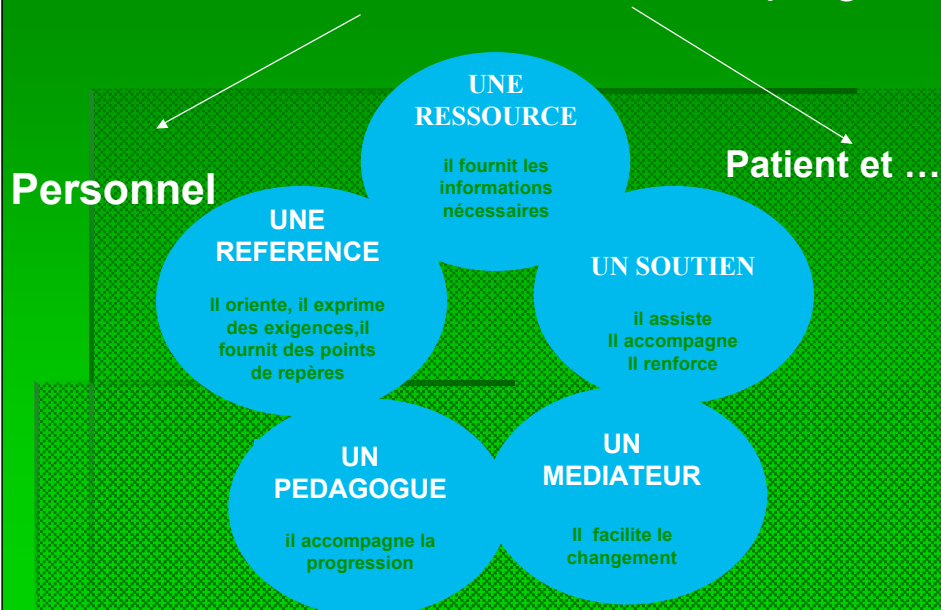 UNE
RESSOURCE
il fournit les
informations
nécessaires
Personnel
Patient et ...
UNE
REFERENCE
Il oriente, il exprime
des exigences,il
fournit des points
de repères
UN SOUTIEN
il assiste
Il accompagne
Il renforce
UN
PEDAGOGUE
il accompagne la
progression
UN
MEDIATEUR
Il facilite le
changement